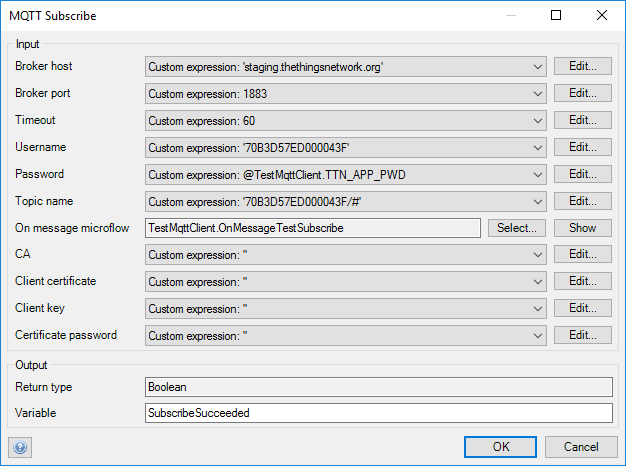 MQTT Subscribe
Input
Broker host Custom expression: 'staging.thethingsnetwork.org' Edit...
Broker port Custom expression: 1883 Edit...
Timeout Custom expression: 60 Edit...
Username Custom expression: '70B3D57ED000043F' Edit...
Password Custom expression: @TestMqttClient.TTN_APP_PWD Edit...
Topic name Custom expression: '70B3D57ED000043F/#' Edit...
On message microflow TestMqttClient.OnMessageTestSubscribe Select... Show
CA Custom expression: '' Edit...
Client certificate Custom expression: '' Edit...
Client key Custom expression: '' Edit...
Certificate password Custom expression: '' Edit...
Output
Return type Boolean
Variable SubscribeSucceeded
? OK Cancel